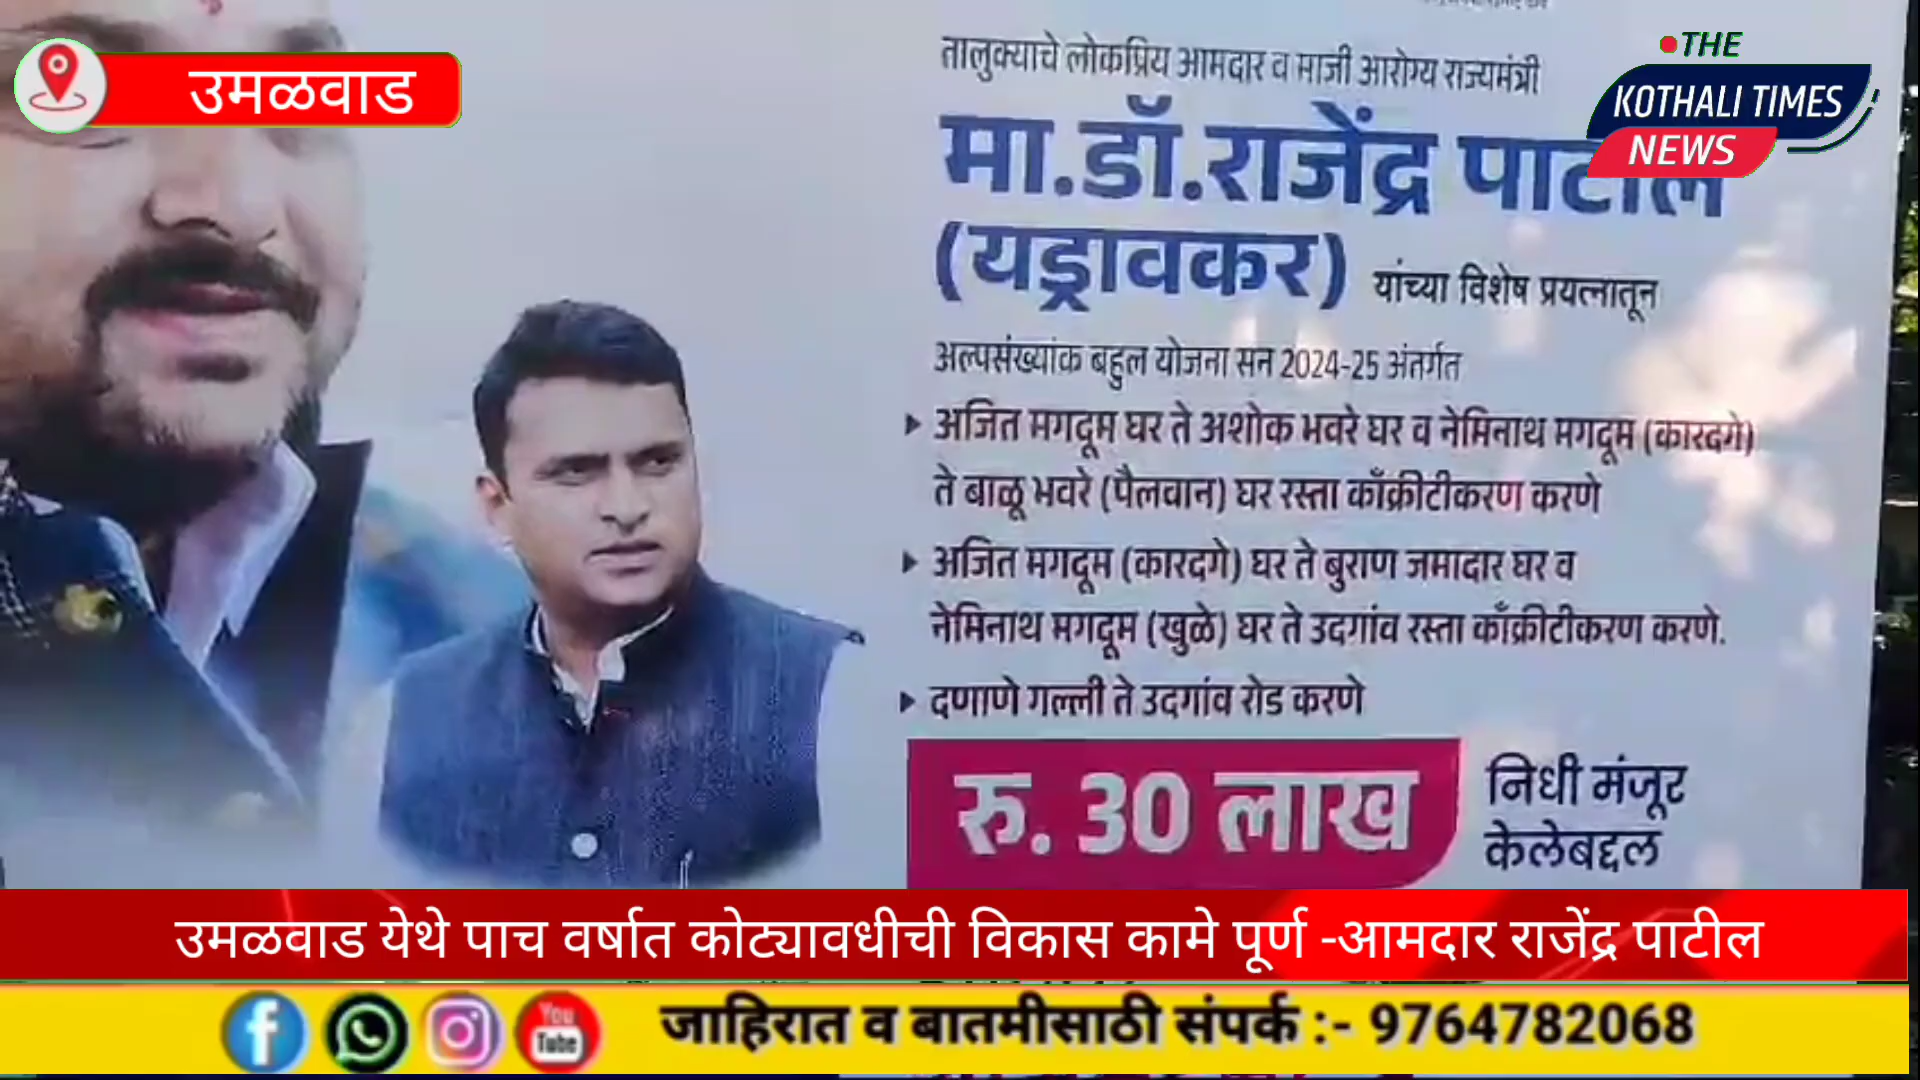 उमळवाड
THE
KOTHALI TIMES
NEWS
तालुक्याचे लोकप्रिय आमदार व माजी आरोग्य राज्यमंत्री
मा.डॉ.राजेंद्र पाटील
(यड्रावकर) यांच्या विशेष प्रयत्नातून
अल्पसंख्यांक बहुल योजना सन 2024-25 अंतर्गत
अजित मगदूम घर ते अशोक भवरे घर व नेमिनाथ मगदूम (कारदगे)
ते बाळू भवरे (पैलवान) घर रस्ता काँक्रीटीकरण करणे
अजित मगदूम (कारदगे) घर ते बुराण जमादार घर व
नेमिनाथ मगदूम (खुळे) घर ते उदगांव रस्ता काँक्रीटीकरण करणे.
दणाणे गल्ली ते उदगांव रोड करणे
रु. 30 लाख
निधी मंजूर
केलेबद्दल
उमळवाड येथे पाच वर्षात कोट्यावधीची विकास कामे पूर्ण -आमदार राजेंद्र पाटील
You
Tube
जाहिरात व बातमीसाठी संपर्क :- 9764782068